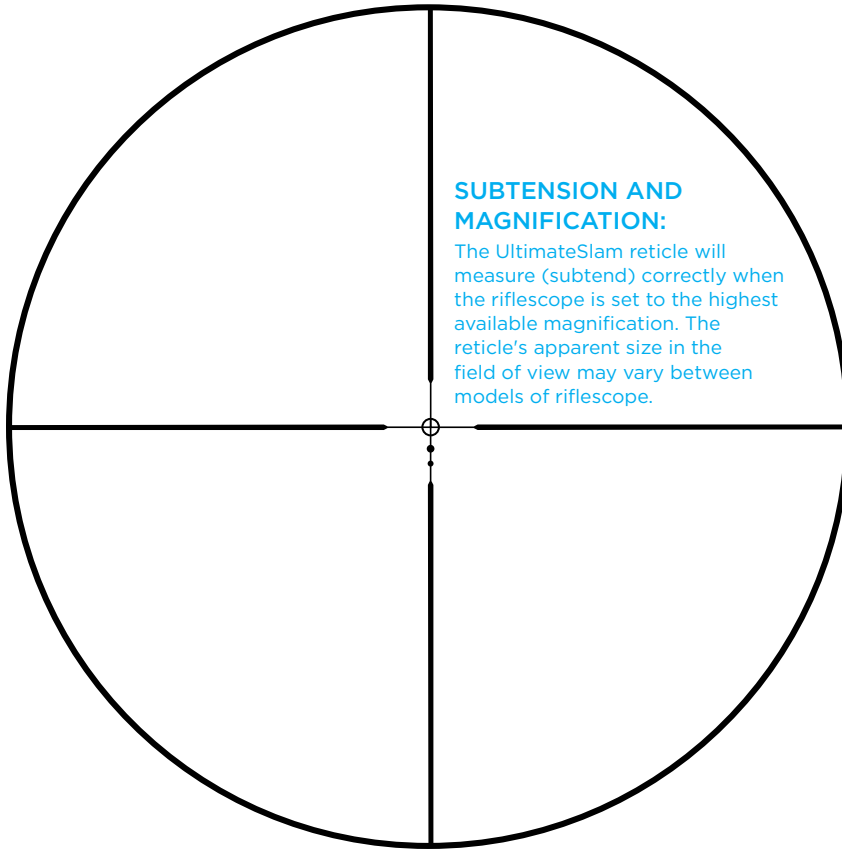 SUBTENSION AND
MAGNIFICATION:
The UltimateSlam reticle will
measure (subtend) correctly when
the riflescope is set to the highest
available magnification. The
reticle's apparent size in the
field of view may vary between
models of riflescope.